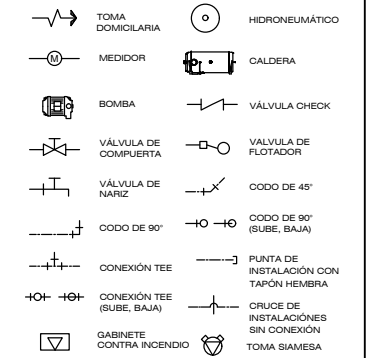 TOMA
DOMICILARIA
HIDRONEUMÁTICO
M
MEDIDOR
CALDERA
BOMBA
VÁLVULA CHECK
VÁLVULA DE
COMPUERTA
VALVULA DE
FLOTADOR
VÁLVULA DE
NARIZ
CODO DE 45°
CODO DE 90°
CODO DE 90°
(SUBE, BAJA)
CONEXIÓN TEE
PUNTA DE
INSTALACIÓN CON
TAPÓN HEMBRA
CONEXIÓN TEE
(SUBE, BAJA)
CRUCE DE
INSTALACIÓNES
SIN CONEXIÓN
GABINETE
CONTRA INCENDIO
TOMA SIAMESA